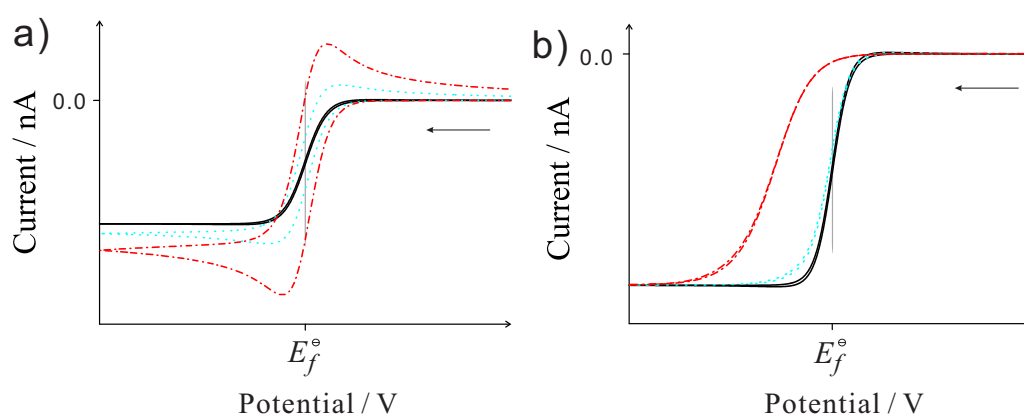 a)
0.0
Current / nA
E_f^⊖
Potential / V
b)
0.0
Current / nA
E_f^⊖
Potential / V